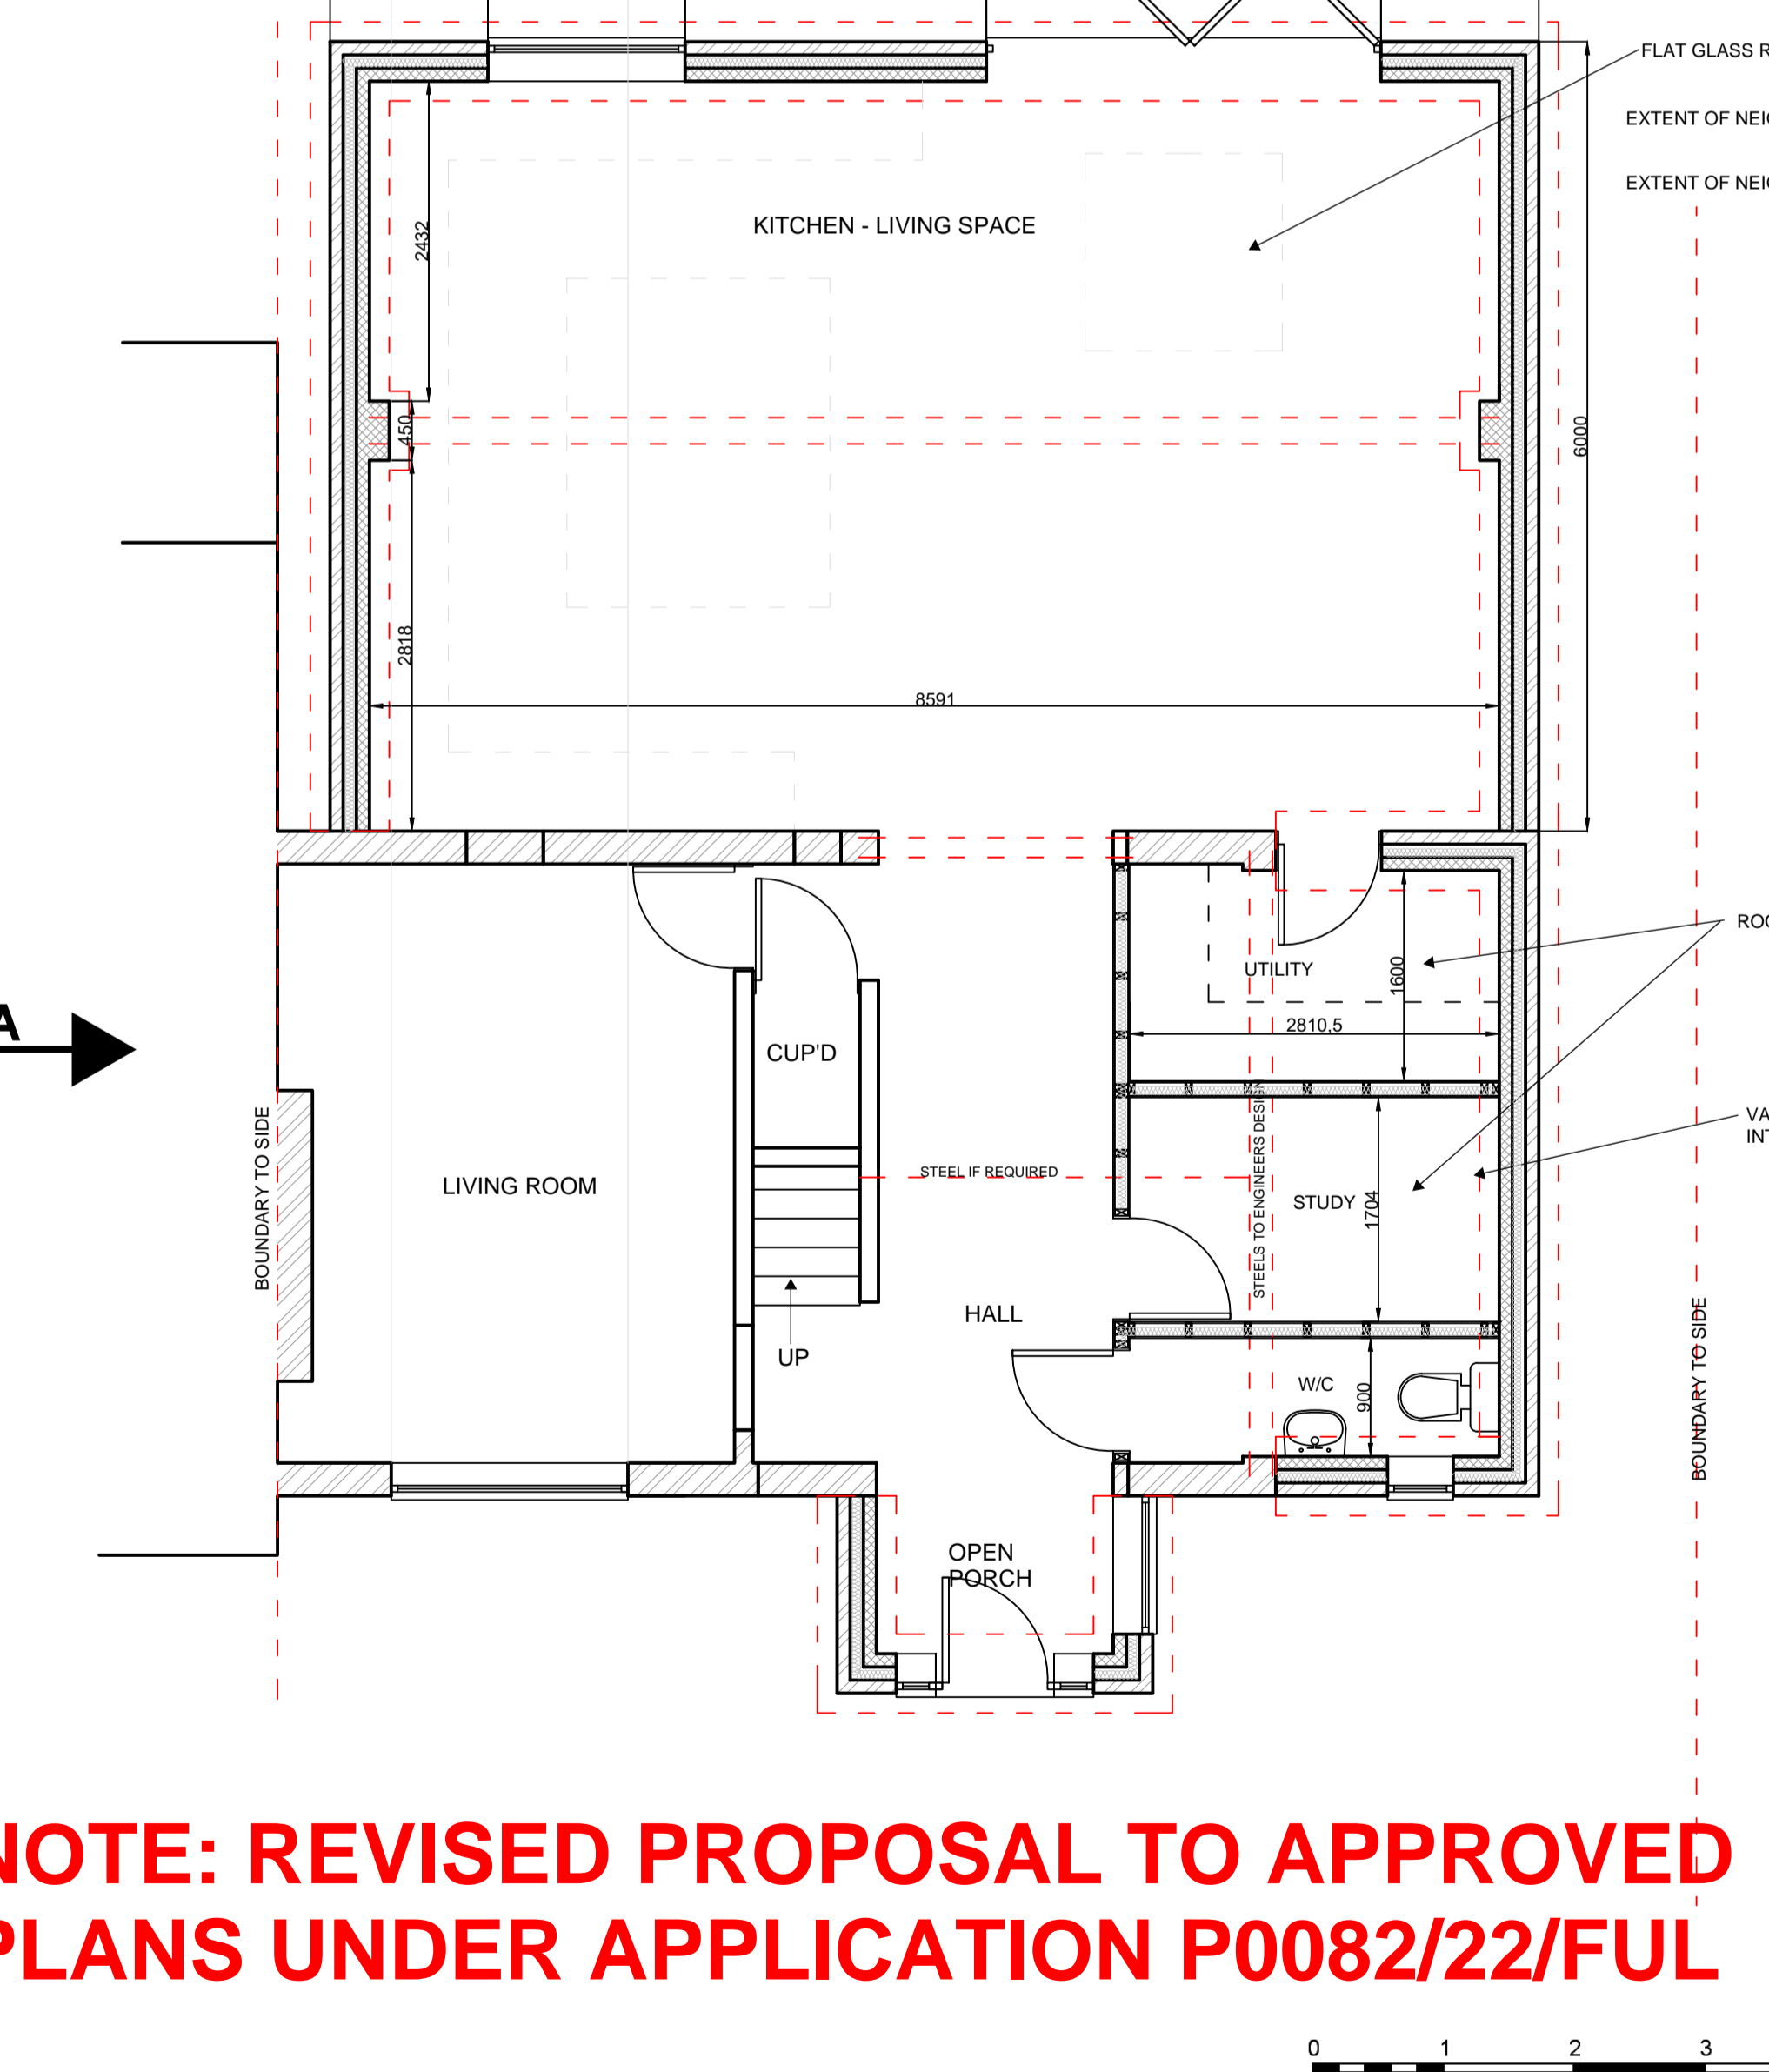 FLAT GLASS R
EXTENT OF NEI
EXTENT OF NEI
KITCHEN - LIVING SPACE
2432
450
6000
2818
8591
ROO
UTILITY
1600
2810,5
A
CUP'D
BOUNDARY TO SIDE
LIVING ROOM
STEEL IF REQUIRED
STEELS TO ENGINEERS DESIGN
STUDY
1704
VA
INT
HALL
UP
W/C
900
BOUNDARY TO SIDE
OPEN
PORCH
NOTE: REVISED PROPOSAL TO APPROVED
PLANS UNDER APPLICATION P0082/22/FUL
0 1 2 3